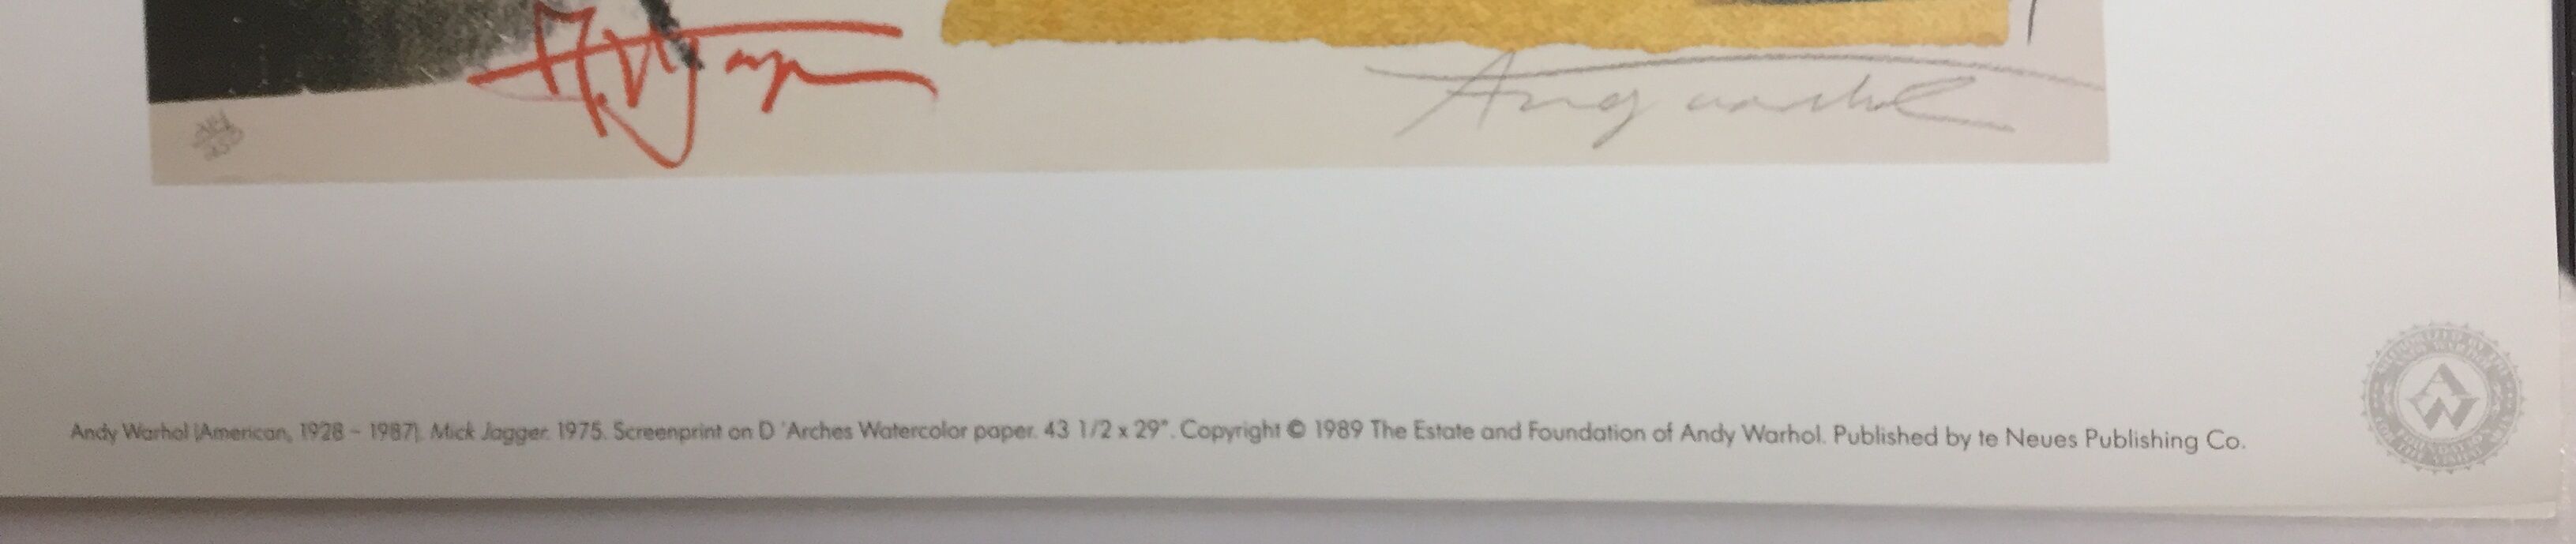 Andy Warhol
Andy Warhol (American, 1928 – 1987). Mick Jagger. 1975. Screenprint on D 'Arches Watercolor paper. 43 1/2 x 29". Copyright © 1989 The Estate and Foundation of Andy Warhol. Published by te Neues Publishing Co.